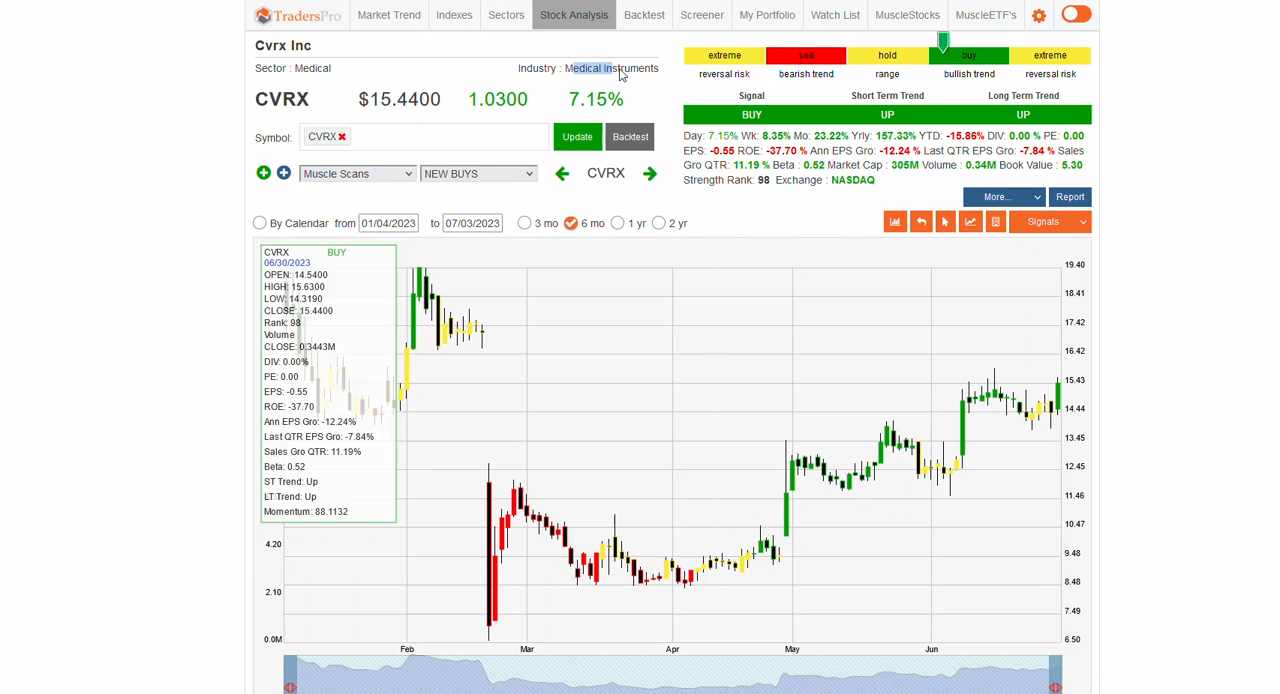 TradersPro Market Trend Indexes Sectors Stock Analysis Backtest Screener My Portfolio Watch List MuscleStocks MuscleETF's
Cvrx Inc
Sector : Medical Industry : Medical Instruments
CVRX $15.4400 1.0300 7.15%
Symbol: CVRX Update Backtest
Muscle Scans NEW BUYS CVRX
extreme sell hold buy extreme
reversal risk bearish trend range bullish trend reversal risk
Signal Short Term Trend Long Term Trend
BUY UP UP
Day: 7.15% Wk: 8.35% Mo: 23.22% Yrly: 157.33% YTD: -15.86% DIV: 0.00 % PE: 0.00
EPS: -0.55 ROE: -37.70 % Ann EPS Gro: -12.24 % Last QTR EPS Gro: -7.84 % Sales
Gro QTR: 11.19 % Beta : 0.52 Market Cap : 305M Volume : 0.34M Book Value : 5.30
Strength Rank: 98 Exchange : NASDAQ
More... Report
By Calendar from 01/04/2023 to 07/03/2023 3 mo 6 mo 1 yr 2 yr Signals
CVRX BUY
06/30/2023
OPEN: 14.5400
HIGH: 15.6300
LOW: 14.3190
CLOSE: 15.4400
Rank: 98
Volume
CLOSE: 0.3443M
DIV: 0.00%
PE: 0.00
EPS: -0.55
ROE: -37.70
Ann EPS Gro: -12.24%
Last QTR EPS Gro: -7.84%
Sales Gro QTR: 11.19%
Beta: 0.52
ST Trend: Up
LT Trend: Up
Momentum: 88.1132
4.20
2.10
0.0M
19.40
18.41
17.42
16.42
15.43
14.44
13.45
12.45
11.46
10.47
9.48
8.48
7.49
6.50
Feb Mar Apr May Jun